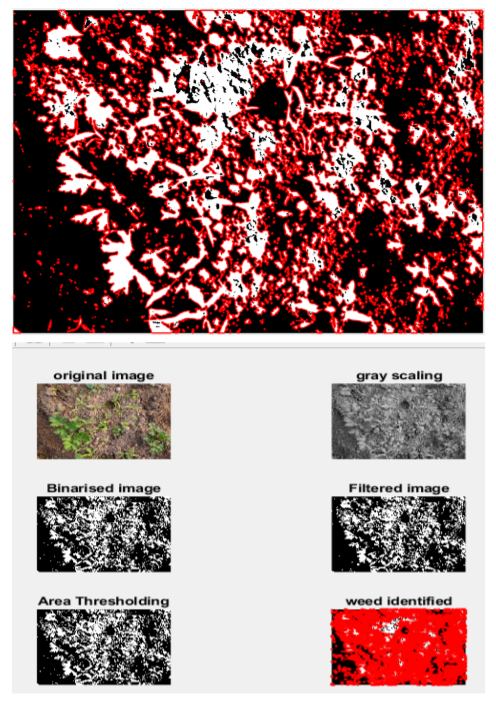 original image
gray scaling
Binarised image
Filtered image
Area Thresholding
weed identified